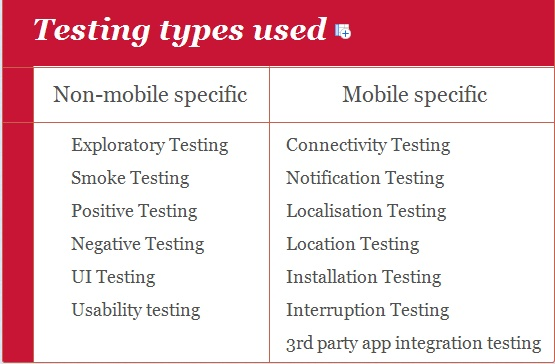 Testing types used
Non-mobile specific
Mobile specific
Exploratory Testing
Smoke Testing
Positive Testing
Negative Testing
UI Testing
Usability testing
Connectivity Testing
Notification Testing
Localisation Testing
Location Testing
Installation Testing
Interruption Testing
3rd party app integration testing